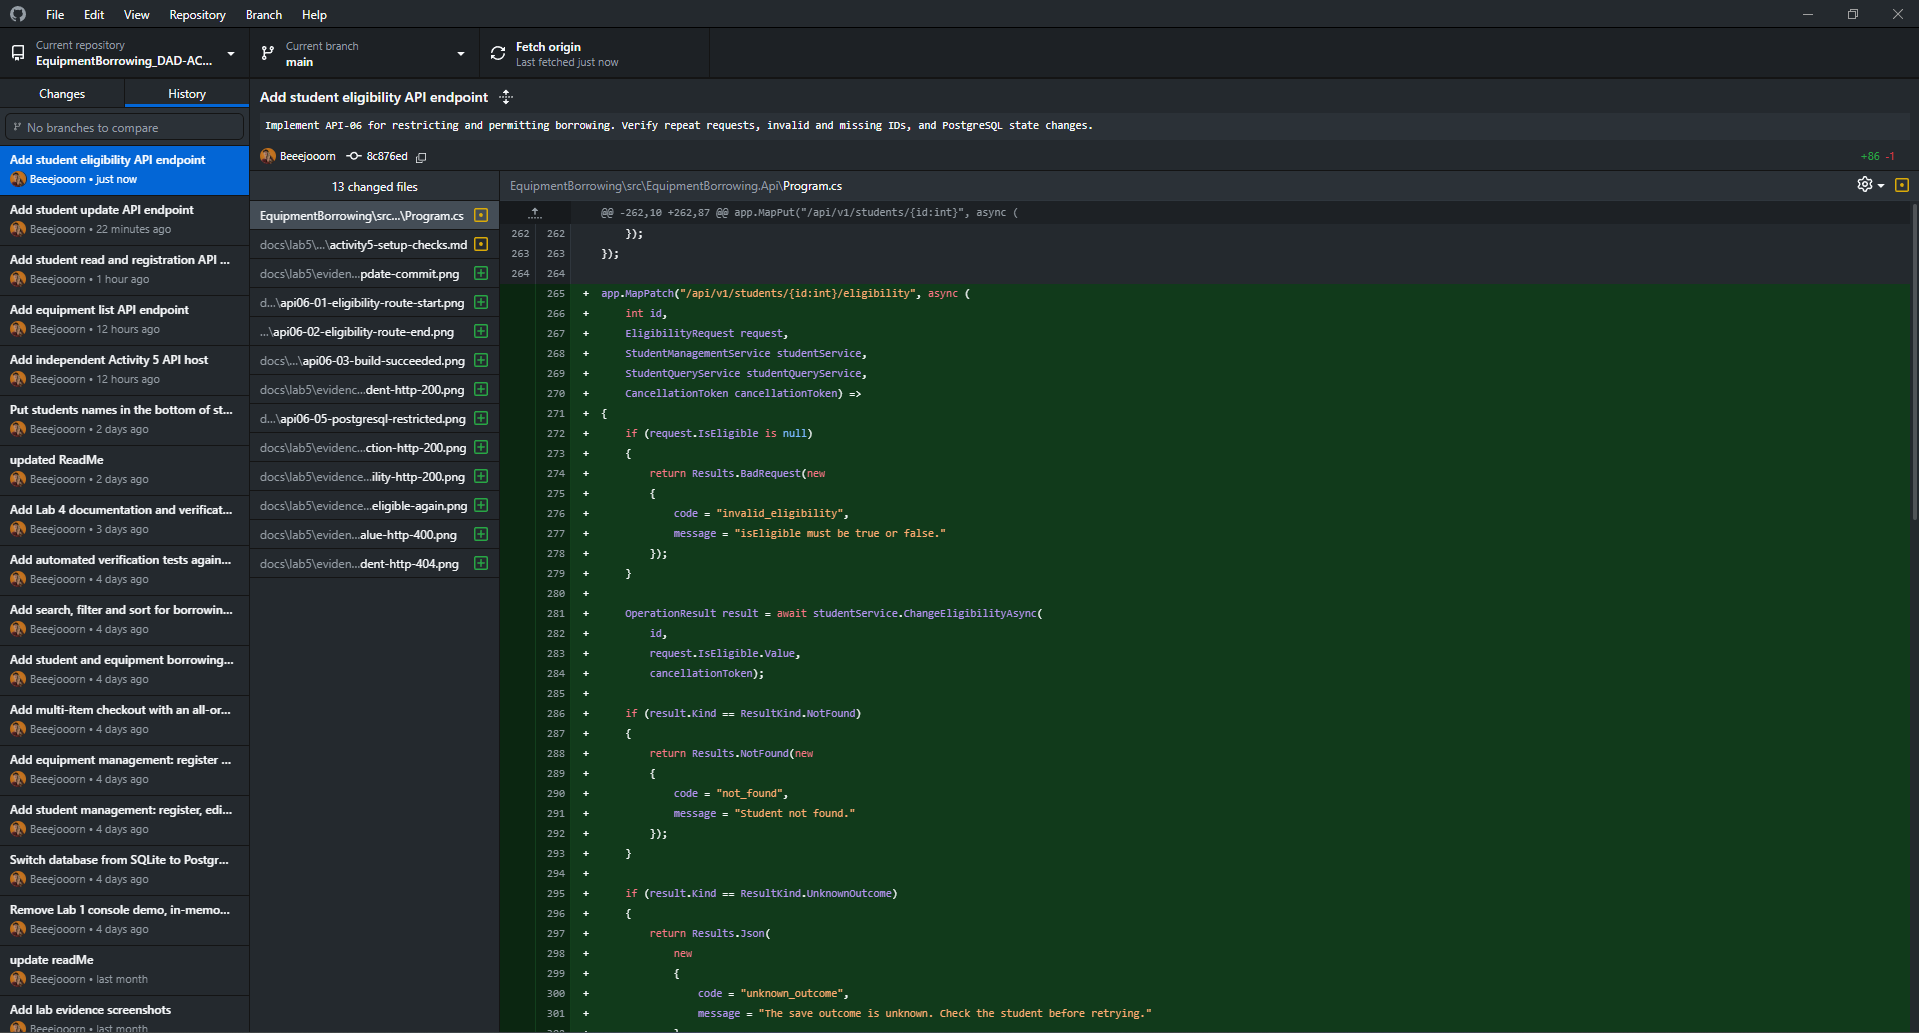 File Edit View Repository Branch Help
Current repository
EquipmentBorrowing_DAD-AC...
Current branch
main
Fetch origin
Last fetched just now
Changes History
No branches to compare
Add student eligibility API endpoint
Beeejooorn • just now
Add student update API endpoint
Beeejooorn • 22 minutes ago
Add student read and registration API ...
Beeejooorn • 1 hour ago
Add equipment list API endpoint
Beeejooorn • 12 hours ago
Add independent Activity 5 API host
Beeejooorn • 12 hours ago
Put students names in the bottom of st...
Beeejooorn • 2 days ago
updated ReadMe
Beeejooorn • 2 days ago
Add Lab 4 documentation and verificat...
Beeejooorn • 3 days ago
Add automated verification tests again...
Beeejooorn • 4 days ago
Add search, filter and sort for borrowin...
Beeejooorn • 4 days ago
Add student and equipment borrowing...
Beeejooorn • 4 days ago
Add multi-item checkout with an all-or...
Beeejooorn • 4 days ago
Add equipment management: register ...
Beeejooorn • 4 days ago
Add student management: register, edi...
Beeejooorn • 4 days ago
Switch database from SQLite to Postgr...
Beeejooorn • 4 days ago
Remove Lab 1 console demo, in-memo...
Beeejooorn • 4 days ago
update readMe
Beeejooorn • last month
Add lab evidence screenshots
Beeejooorn • last month
Add student eligibility API endpoint
Implement API-06 for restricting and permitting borrowing. Verify repeat requests, invalid and missing IDs, and PostgreSQL state changes.
Beeejooorn 8c876ed
+86 -1
13 changed files
EquipmentBorrowing\src...\Program.cs
docs\lab5\...\activity5-setup-checks.md
docs\lab5\eviden...pdate-commit.png
d...\api06-01-eligibility-route-start.png
...\api06-02-eligibility-route-end.png
docs\...\api06-03-build-succeeded.png
docs\lab5\evidenc...dent-http-200.png
d...\api06-05-postgresql-restricted.png
docs\lab5\evidenc...ction-http-200.png
docs\lab5\evidence...ility-http-200.png
docs\lab5\evidence...eligible-again.png
docs\lab5\eviden...alue-http-400.png
docs\lab5\eviden...dent-http-404.png
EquipmentBorrowing\src\EquipmentBorrowing.Api\Program.cs
@@ -262,10 +262,87 @@ app.MapPut("/api/v1/students/{id:int}", async (
262 262 });
263 263 });
264 264
265 + app.MapPatch("/api/v1/students/{id:int}/eligibility", async (
266 + int id,
267 + EligibilityRequest request,
268 + StudentManagementService studentService,
269 + StudentQueryService studentQueryService,
270 + CancellationToken cancellationToken) =>
271 + {
272 + if (request.IsEligible is null)
273 + {
274 + return Results.BadRequest(new
275 + {
276 + code = "invalid_eligibility",
277 + message = "isEligible must be true or false."
278 + });
279 + }
280 +
281 + OperationResult result = await studentService.ChangeEligibilityAsync(
282 + id,
283 + request.IsEligible.Value,
284 + cancellationToken);
285 +
286 + if (result.Kind == ResultKind.NotFound)
287 + {
288 + return Results.NotFound(new
289 + {
290 + code = "not_found",
291 + message = "Student not found."
292 + });
293 + }
294 +
295 + if (result.Kind == ResultKind.UnknownOutcome)
296 + {
297 + return Results.Json(
298 + new
299 + {
300 + code = "unknown_outcome",
301 + message = "The save outcome is unknown. Check the student before retrying."